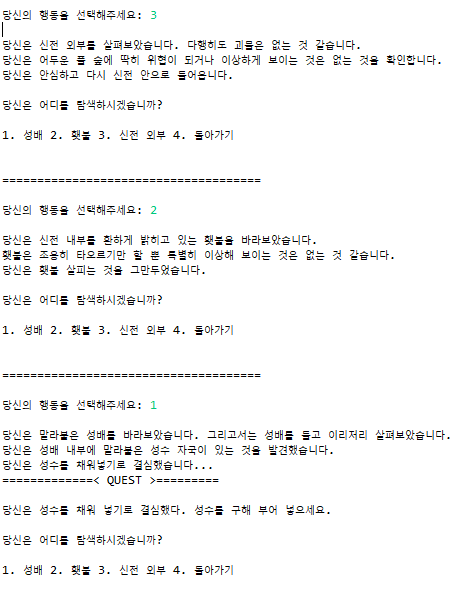 당신의 행동을 선택해주세요: 3
당신은 신전 외부를 살펴보았습니다. 다행히도 괴물은 없는 것 같습니다.
당신은 어두운 풀 숲에 딱히 위협이 되거나 이상하게 보이는 것은 없는 것을 확인합니다.
당신은 안심하고 다시 신전 안으로 들어옵니다.
당신은 어디를 탐색하시겠습니까?
1. 성배 2. 횃불 3. 신전 외부 4. 돌아가기
=====================================
당신의 행동을 선택해주세요: 2
당신은 신전 내부를 환하게 밝히고 있는 횃불을 바라보았습니다.
횃불은 조용히 타오르기만 할 뿐 특별히 이상해 보이는 것은 없는 것 같습니다.
당신은 횃불 살피는 것을 그만두었습니다.
당신은 어디를 탐색하시겠습니까?
1. 성배 2. 횃불 3. 신전 외부 4. 돌아가기
=====================================
당신의 행동을 선택해주세요: 1
당신은 말라붙은 성배를 바라보았습니다. 그리고서는 성배를 들고 이리저리 살펴보았습니다.
당신은 성배 내부에 말라붙은 성수 자국이 있는 것을 발견했습니다.
당신은 성수를 채워넣기로 결심했습니다...
=============< QUEST >=========
당신은 성수를 채워 넣기로 결심했다. 성수를 구해 부어 넣으세요.
당신은 어디를 탐색하시겠습니까?
1. 성배 2. 횃불 3. 신전 외부 4. 돌아가기